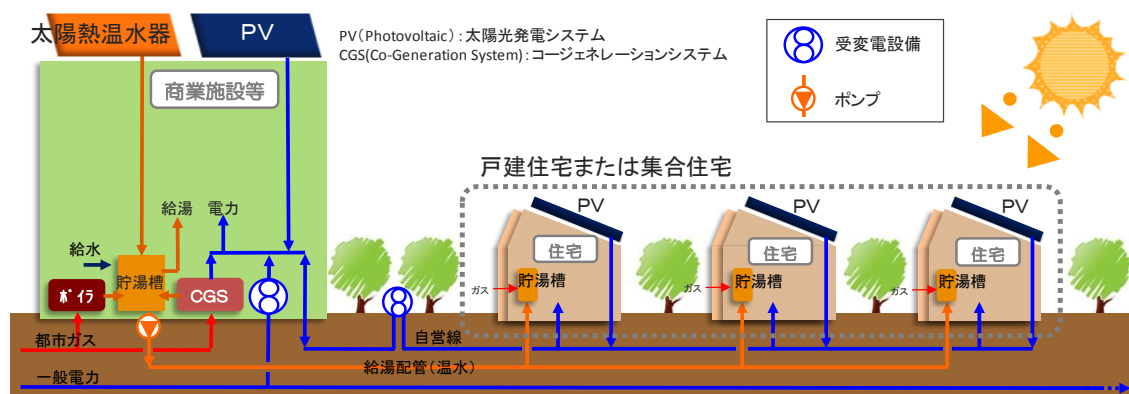 太陽熱温水器
PV
PV(Photovoltaic):太陽光発電システム
CGS(Co-Generation System):コージェネレーションシステム
受変電設備
ポンプ
商業施設等
戸建住宅または集合住宅
PV
PV
PV
給湯
電力
住宅
住宅
住宅
給水
貯湯槽
ボイラ
CGS
ガス
貯湯槽
ガス
貯湯槽
ガス
貯湯槽
都市ガス
自営線
給湯配管(温水)
一般電力